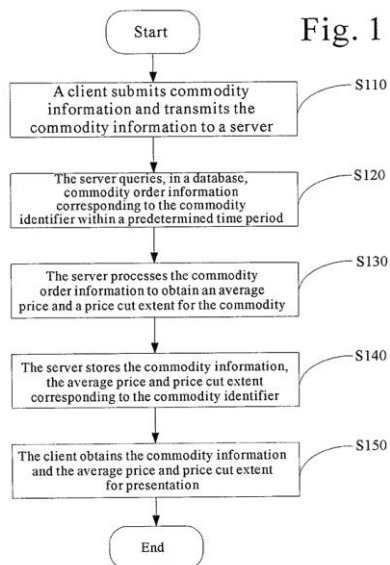 Start
Fig. 1
A client submits commodity
information and transmits the
commodity information to a server
S110
The server queries, in a database,
commodity order information
corresponding to the commodity
identifier within a predetermined time period
S120
The server processes the commodity
order information to obtain an average
price and a price cut extent for the commodity
S130
The server stores the commodity information,
the average price and price cut extent
corresponding to the commodity identifier
S140
The client obtains the commodity information
and the average price and price cut extent
for presentation
S150
End